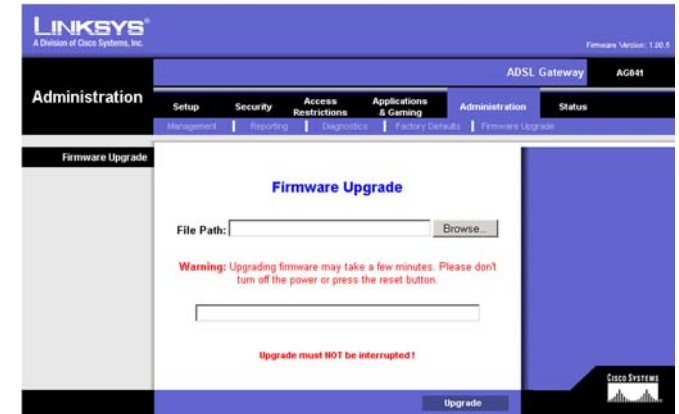 LINKSYS®
A Division of Cisco Systems, Inc.
Firmware Version: 1.00.5
ADSL Gateway
AG041
Administration
Setup
Security
Access Restrictions
Applications & Gaming
Administration
Status
Management
Reporting
Diagnostics
Factory Defaults
Firmware Upgrade
Firmware Upgrade
Firmware Upgrade
File Path:
Browse...
Warning: Upgrading firmware may take a few minutes. Please don't
turn off the power or press the reset button.
Upgrade must NOT be interrupted !
Upgrade
CISCO SYSTEMS